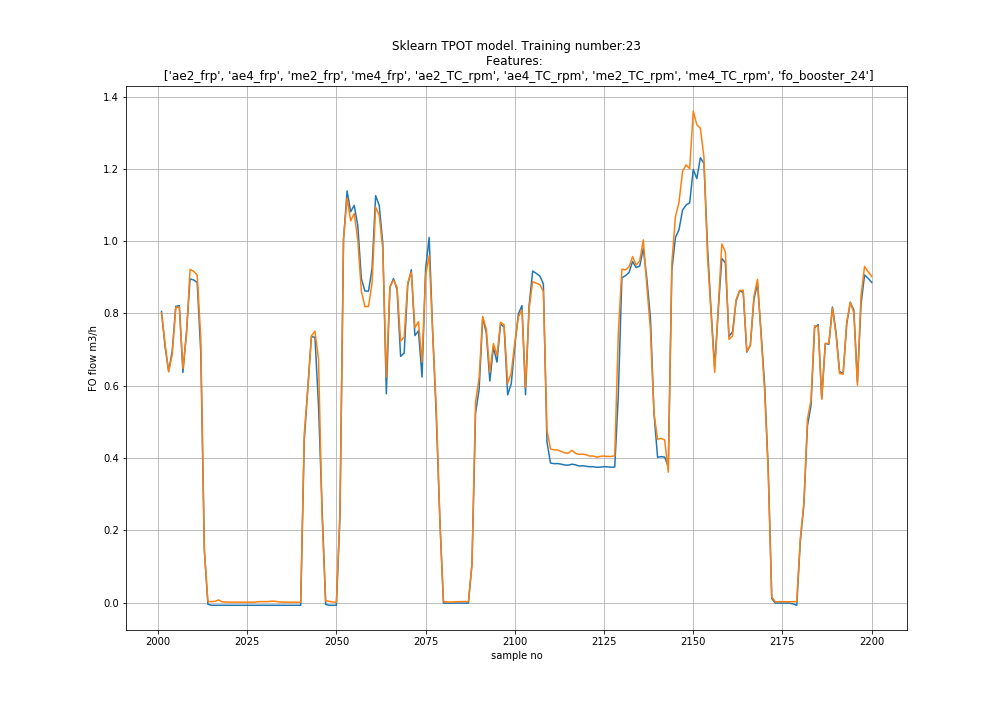 Sklearn TPOT model. Training number:23
Features:
['ae2_frp', 'ae4_frp', 'me2_frp', 'me4_frp', 'ae2_TC_rpm', 'ae4_TC_rpm', 'me2_TC_rpm', 'me4_TC_rpm', 'fo_booster_24']
FO flow m3/h
1.4
1.2
1.0
0.8
0.6
0.4
0.2
0.0
2000 2025 2050 2075 2100 2125 2150 2175 2200
sample no